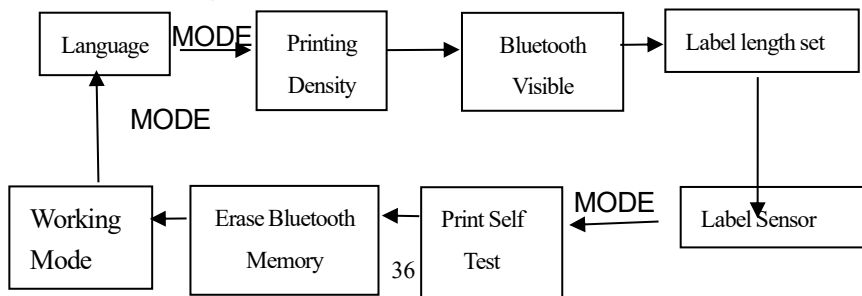 Language
MODE
Printing
Density
Bluetooth
Visible
Label length set
MODE
Working
Mode
Erase Bluetooth
Memory
36
Print Self
Test
MODE
Label Sensor